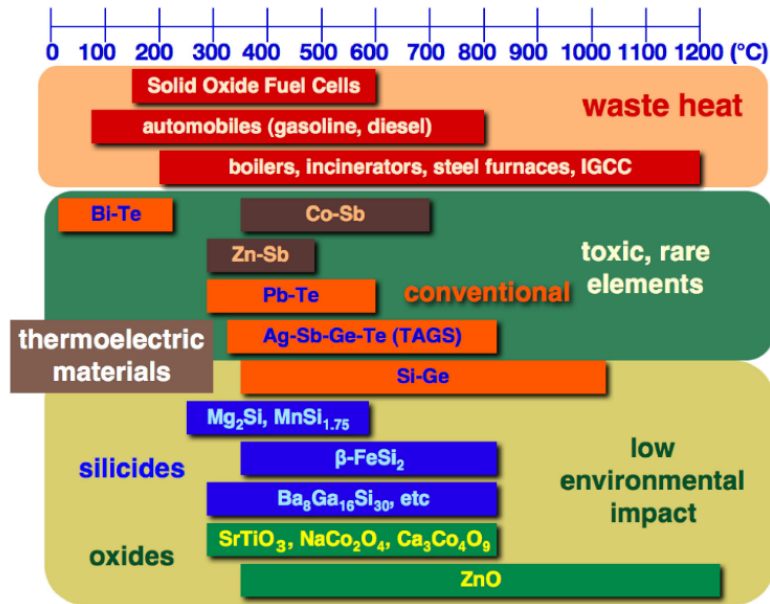 0 100 200 300 400 500 600 700 800 900 1000 1200 (°C)
Solid Oxide Fuel Cells
automobiles (gasoline, diesel)
waste heat
boilers, incinerators, steel furnaces, IGCC
Bi-Te
Co-Sb
Zn-Sb
toxic, rare
elements
Pb-Te
conventional
thermoelectric
materials
Ag-Sb-Ge-Te (TAGS)
Si-Ge
Mg₂Si, MnSi₁.₇₅
silicides
β-FeSi₂
low
environmental
impact
Ba₈Ga₁₆Si₃₀, etc
oxides
SrTiO₃, NaCo₂O₄, Ca₃Co₄O₉
ZnO